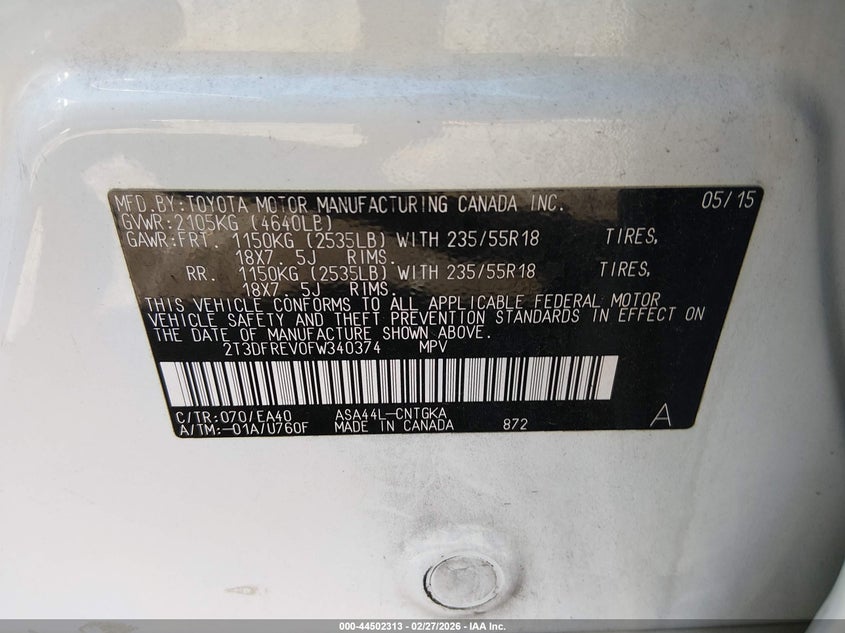 MFD.BY:TOYOTA MOTOR MANUFACTURING CANADA INC. 05/15
GVWR:2105KG (4640LB)
GAWR:FRT. 1150KG (2535LB) WITH 235/55R18 TIRES,
18X7.5J RIMS.
RR. 1150KG (2535LB) WITH 235/55R18 TIRES,
18X7.5J RIMS.
THIS VEHICLE CONFORMS TO ALL APPLICABLE FEDERAL MOTOR
VEHICLE SAFETY AND THEFT PREVENTION STANDARDS IN EFFECT ON
THE DATE OF MANUFACTURE SHOWN ABOVE.
2T3DFREV0FW340374 MPV
C/TR:070/EA40 ASA44L-CNTGKA
A/TM:-01A/U760F MADE IN CANADA 872 A
000-44502313 - 02/27/2026 - IAA Inc.